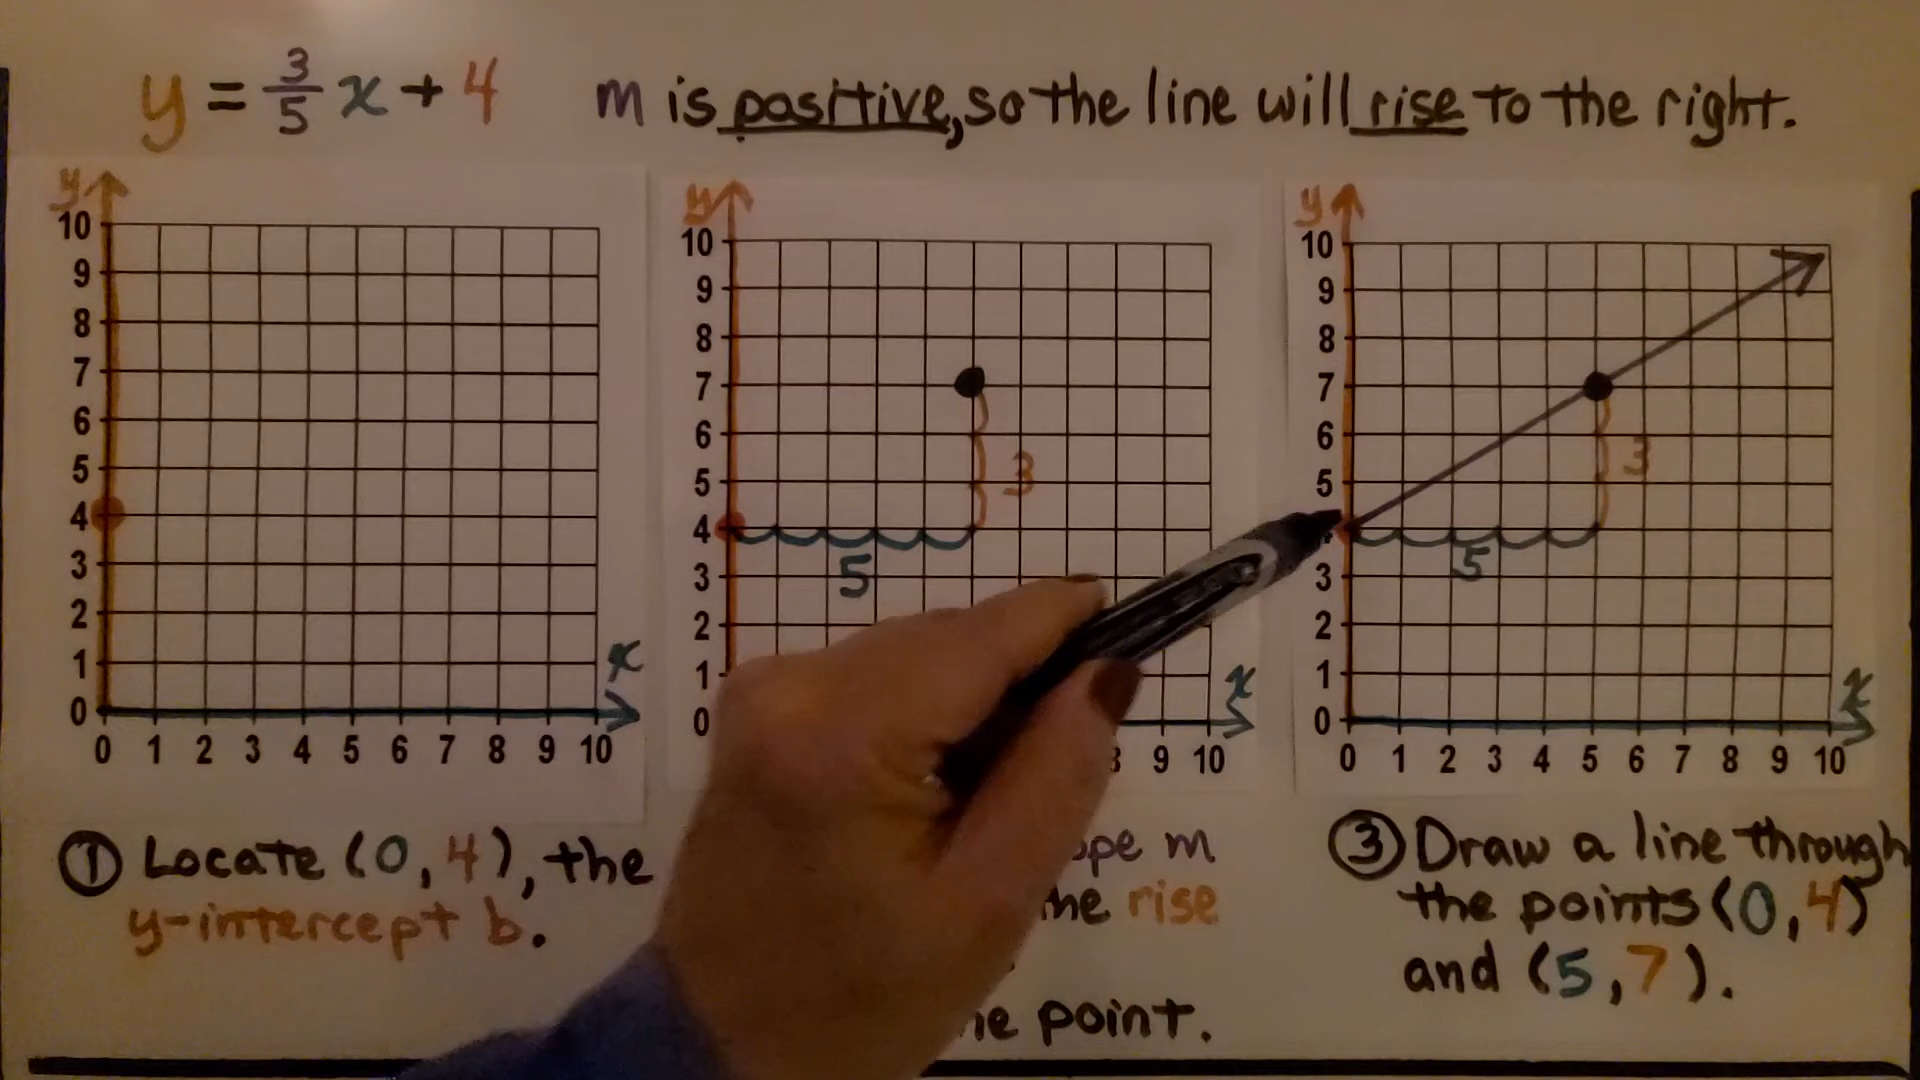 y = 3/5 x + 4 m is positive, so the line will rise to the right.
y
10
9
8
7
6
5
4
3
2
1
0
0 1 2 3 4 5 6 7 8 9 10
x
y
10
9
8
7
6
5
4
3
2
1
0
9 10
x
3
5
y
10
9
8
7
6
5
3
2
1
0
0 1 2 3 4 5 6 7 8 9 10
x
3
5
① Locate (0, 4), the
y-intercept b.
m
rise
point.
③ Draw a line through
the points (0, 4)
and (5, 7).